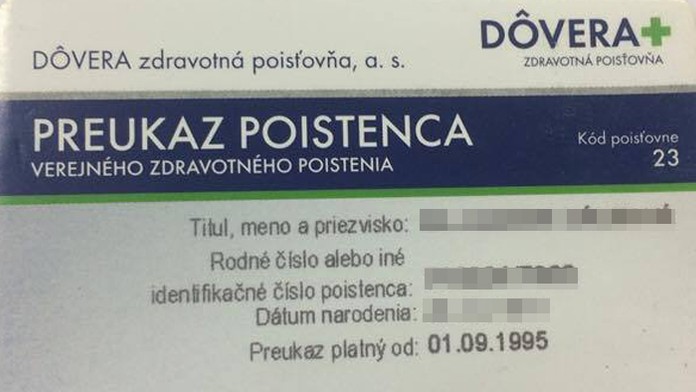 DÔVERA zdravotná poisťovňa, a. s.
DÔVERA+
ZDRAVOTNÁ POISŤOVŇA
PREUKAZ POISTENCA
VEREJNÉHO ZDRAVOTNÉHO POISTENIA
Kód poisťovne
23
Titul, meno a priezvisko:
Rodné číslo alebo iné
identifikačné číslo poistenca:
Dátum narodenia:
Preukaz platný od: 01.09.1995